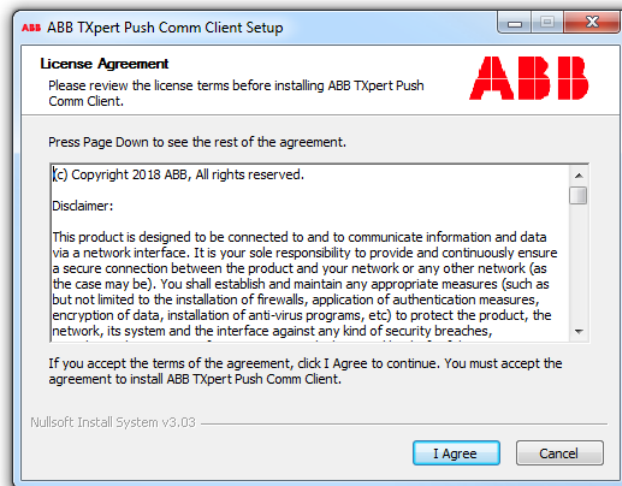 ABB ABB TXpert Push Comm Client Setup
License Agreement
Please review the license terms before installing ABB TXpert Push
Comm Client.
ABB
Press Page Down to see the rest of the agreement.
(c) Copyright 2018 ABB, All rights reserved.
Disclaimer:
This product is designed to be connected to and to communicate information and data
via a network interface. It is your sole responsibility to provide and continuously ensure
a secure connection between the product and your network or any other network (as
the case may be). You shall establish and maintain any appropriate measures (such as
but not limited to the installation of firewalls, application of authentication measures,
encryption of data, installation of anti-virus programs, etc) to protect the product, the
network, its system and the interface against any kind of security breaches,
If you accept the terms of the agreement, click I Agree to continue. You must accept the
agreement to install ABB TXpert Push Comm Client.
Nullsoft Install System v3.03
I Agree
Cancel